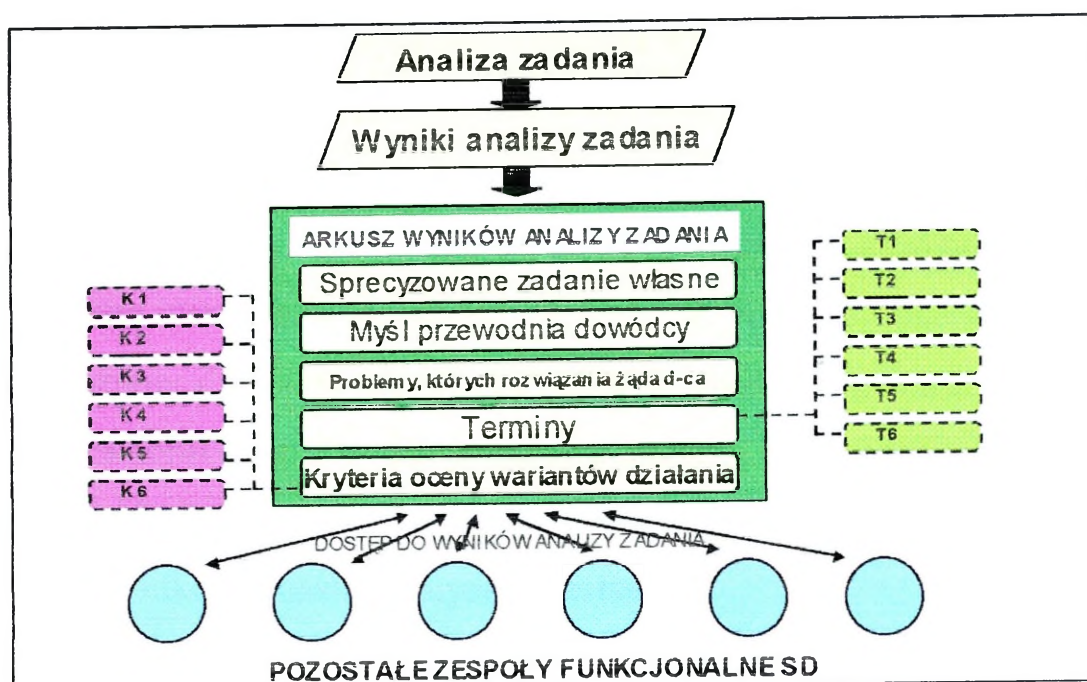 Analiza zadania
Wyniki analizy zadania
ARKUSZ WYNIKÓW ANALIZY ZADANIA
Sprecyzowane zadanie własne
Myśl przewodnia dowódcy
Problemy, których rozwiązania żąda d-ca
Terminy
Kryteria oceny wariantów działania
K1
K2
K3
K4
K5
K6
T1
T2
T3
T4
T5
T6
DOSTĘP DO WYNIKÓW ANALIZY ZADANIA
POZOSTAŁE ZESPOŁY FUNKCJONALNE SD